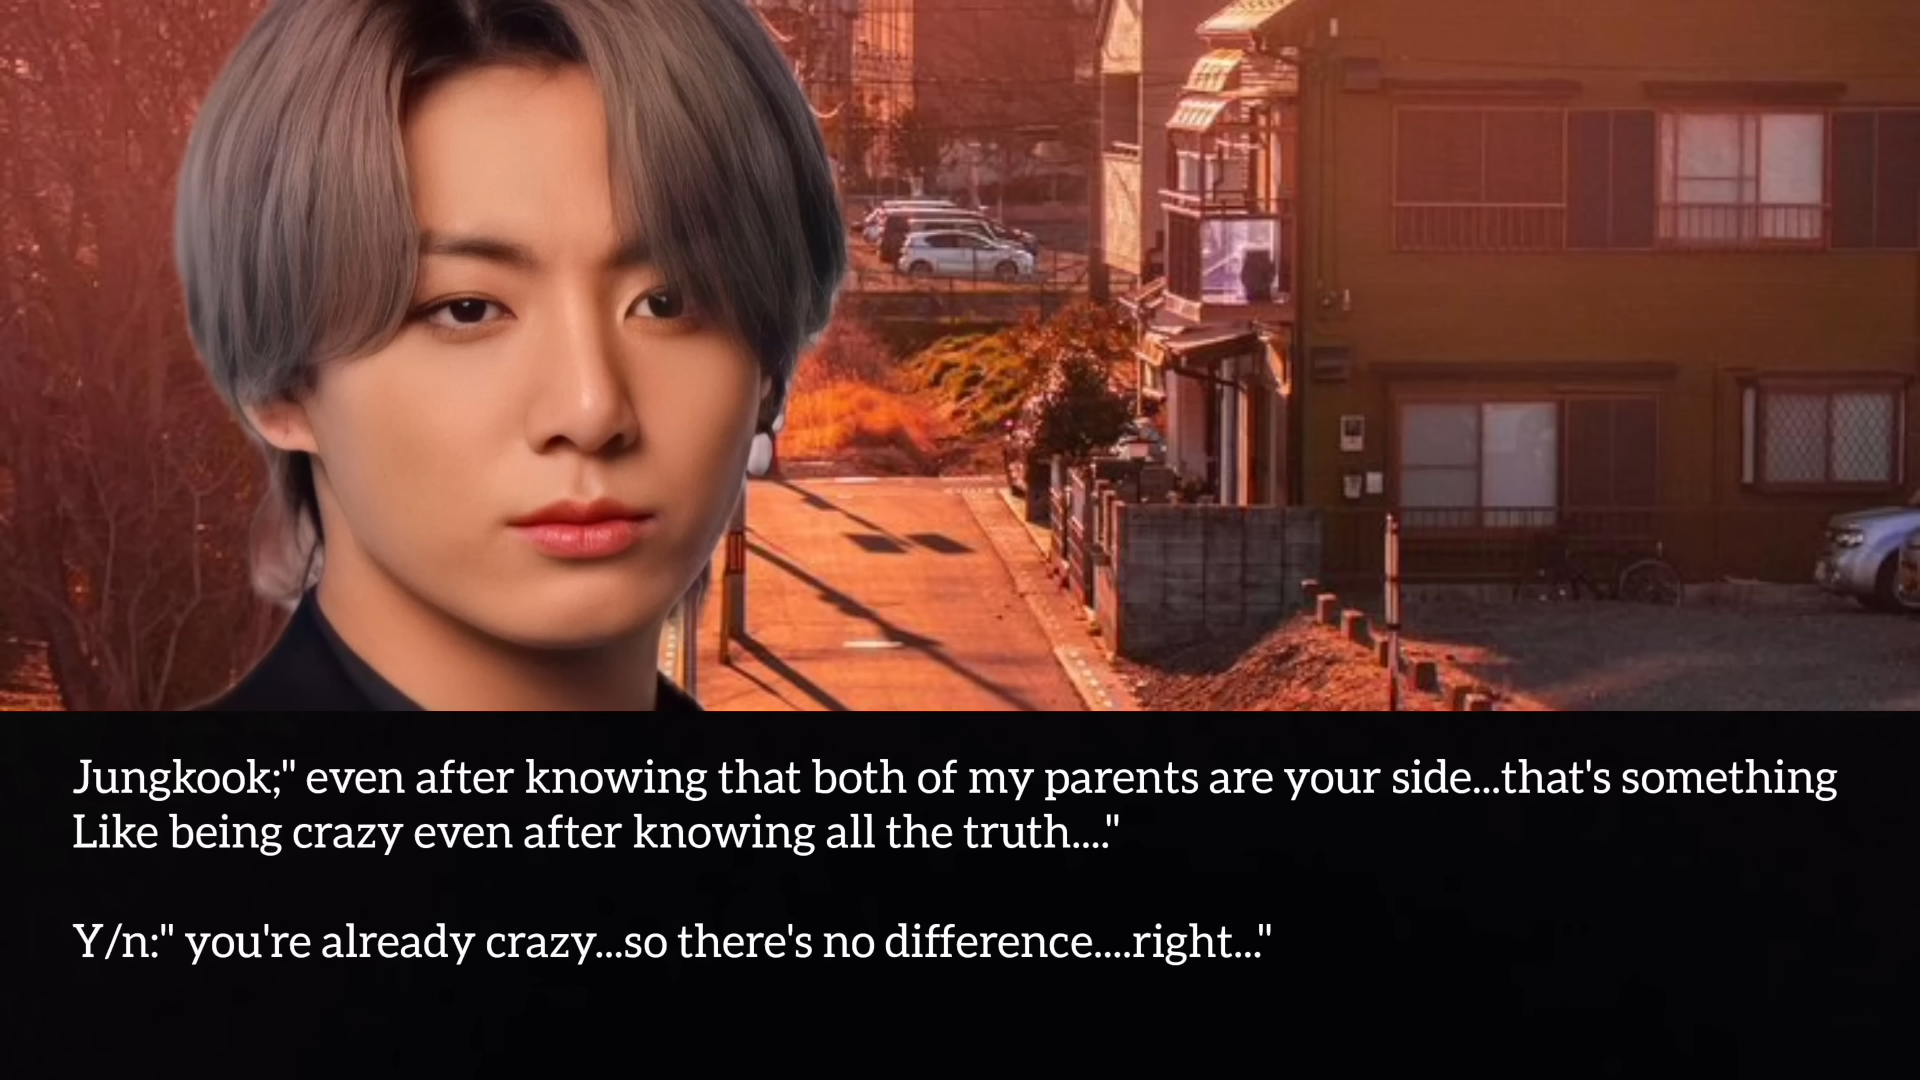 Jungkook;" even after knowing that both of my parents are your side...that's something
Like being crazy even after knowing all the truth...."
Y/n:" you're already crazy...so there's no difference....right..."